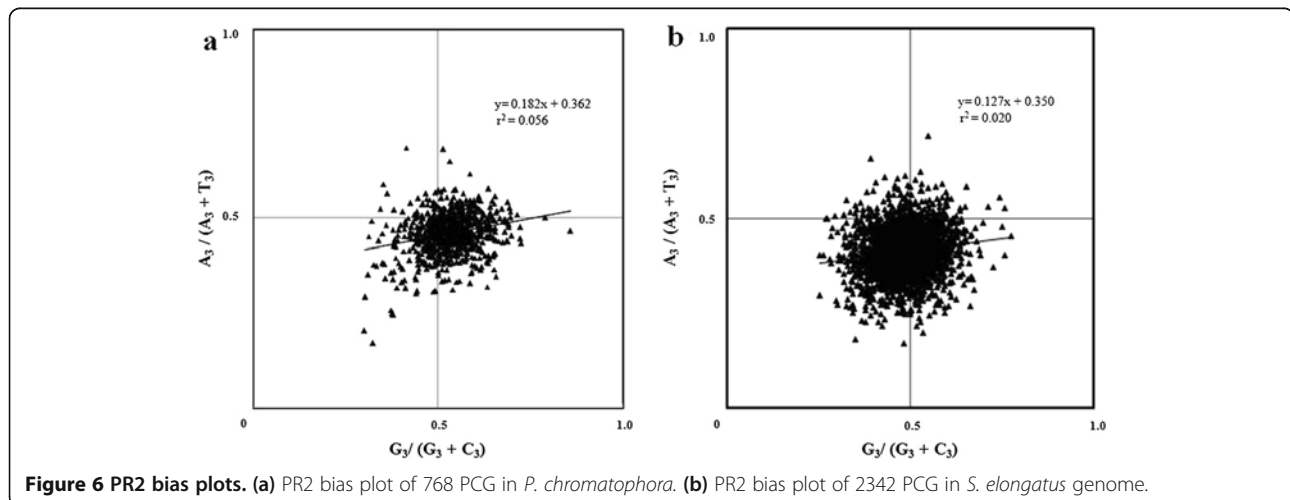 a
1.0
y= 0.182x + 0.362
r² = 0.056
A₃ / (A₃ + T₃)
0.5
0
0.5
1.0
G₃/ (G₃ + C₃)
b
1.0
y= 0.127x + 0.350
r² = 0.020
A₃ / (A₃ + T₃)
0.5
0
0.5
1.0
G₃/ (G₃ + C₃)
Figure 6 PR2 bias plots. (a) PR2 bias plot of 768 PCG in P. chromatophora. (b) PR2 bias plot of 2342 PCG in S. elongatus genome.